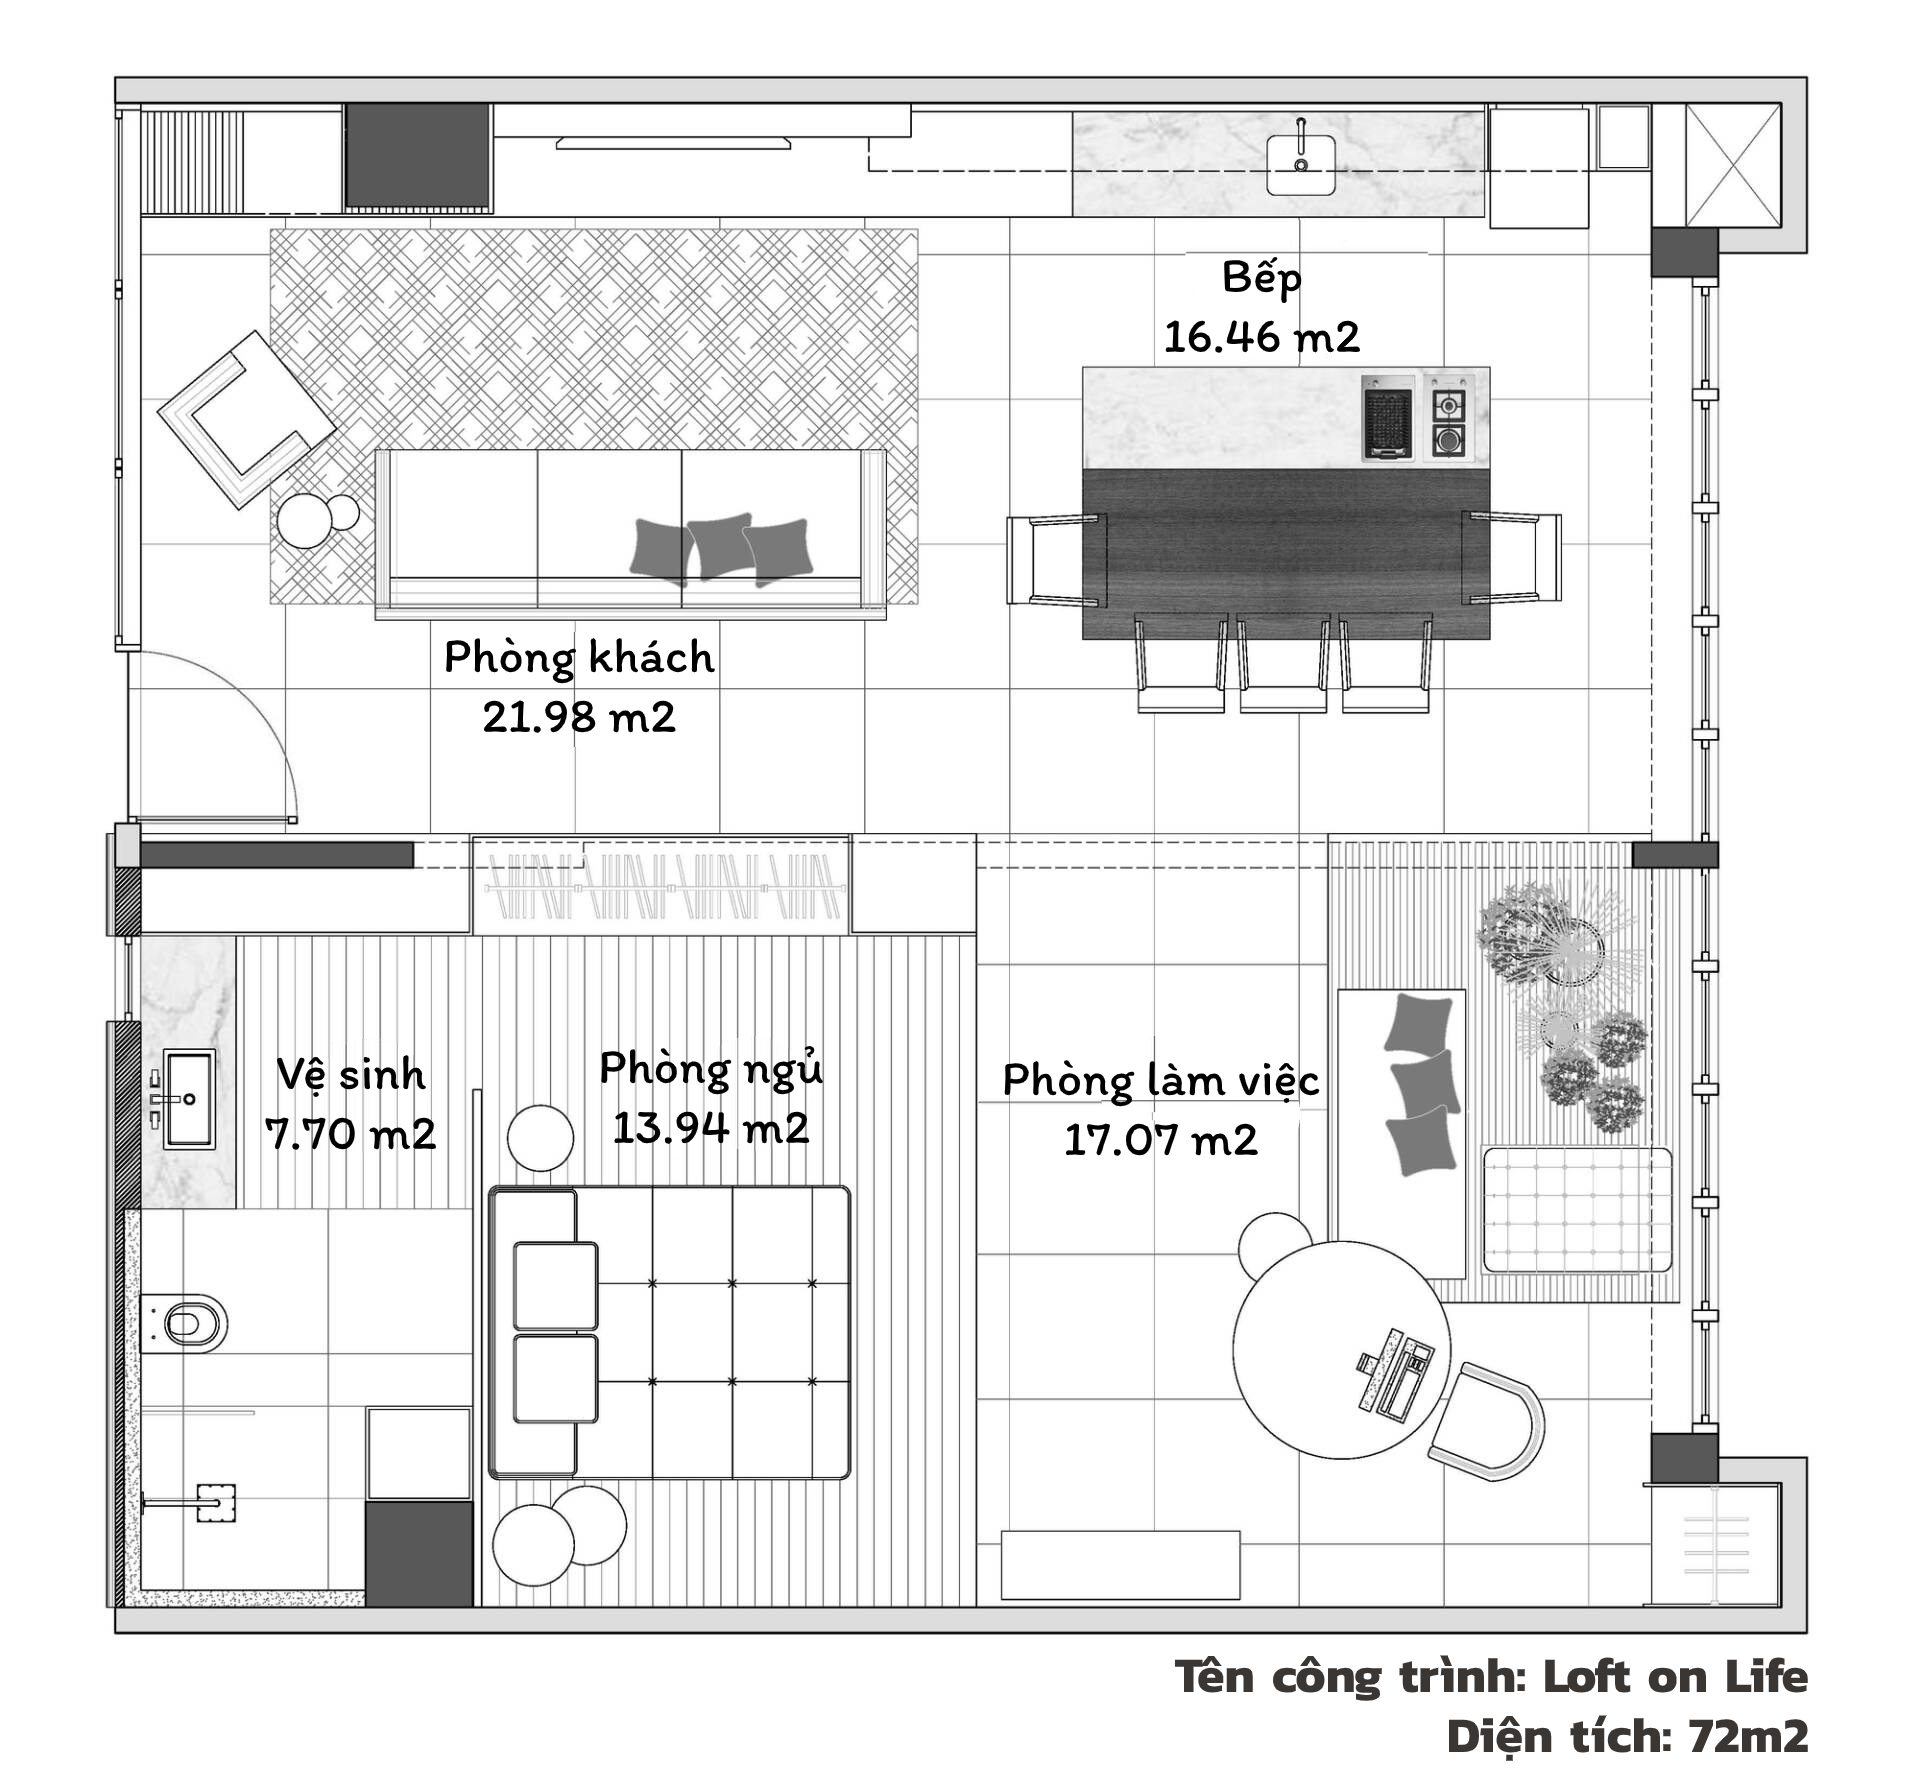 Bếp
16.46 m2
Phòng khách
21.98 m2
Vệ sinh
7.70 m2
Phòng ngủ
13.94 m2
Phòng làm việc
17.07 m2
Tên công trình: Loft on Life
Diện tích: 72m2